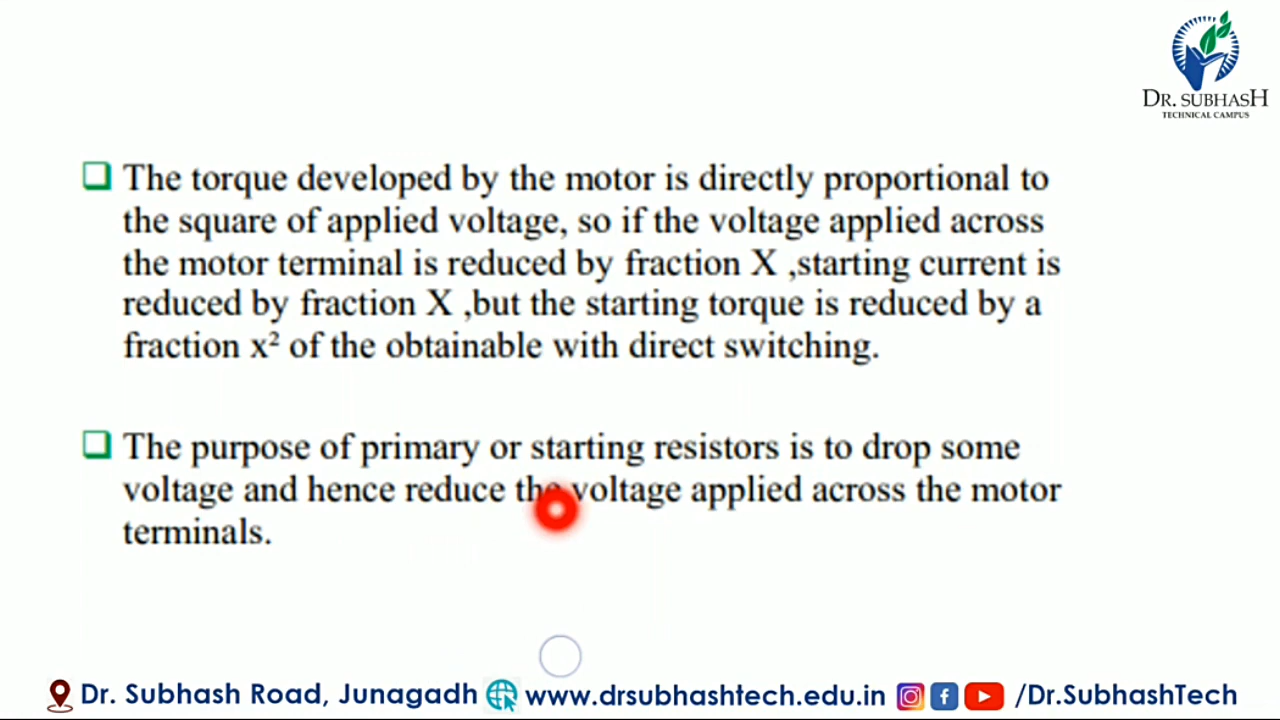 DR. SUBHASH
TECHNICAL CAMPUS
The torque developed by the motor is directly proportional to
the square of applied voltage, so if the voltage applied across
the motor terminal is reduced by fraction X ,starting current is
reduced by fraction X ,but the starting torque is reduced by a
fraction x² of the obtainable with direct switching.
The purpose of primary or starting resistors is to drop some
voltage and hence reduce the voltage applied across the motor
terminals.
Dr. Subhash Road, Junagadh www.drsubhashtech.edu.in /Dr.SubhashTech